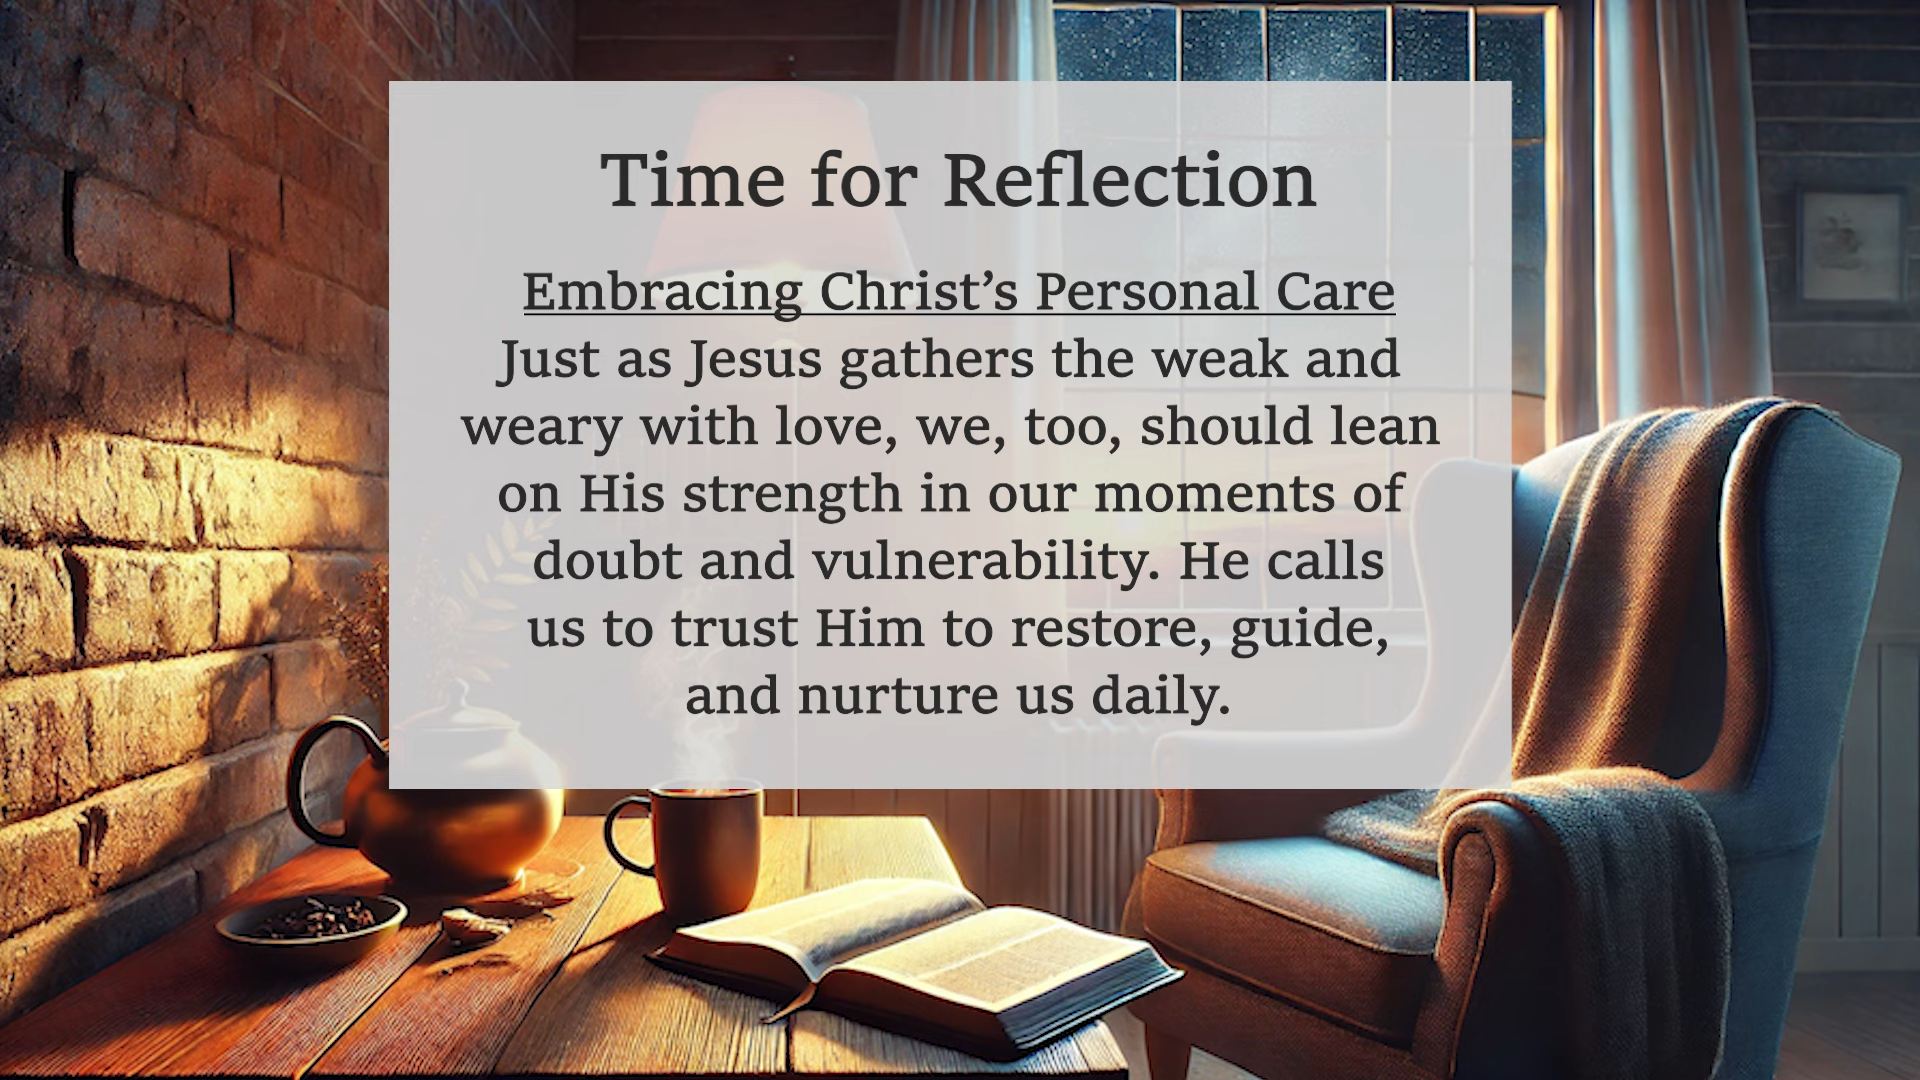 Time for Reflection
Embracing Christ’s Personal Care
Just as Jesus gathers the weak and
weary with love, we, too, should lean
on His strength in our moments of
doubt and vulnerability. He calls
us to trust Him to restore, guide,
and nurture us daily.